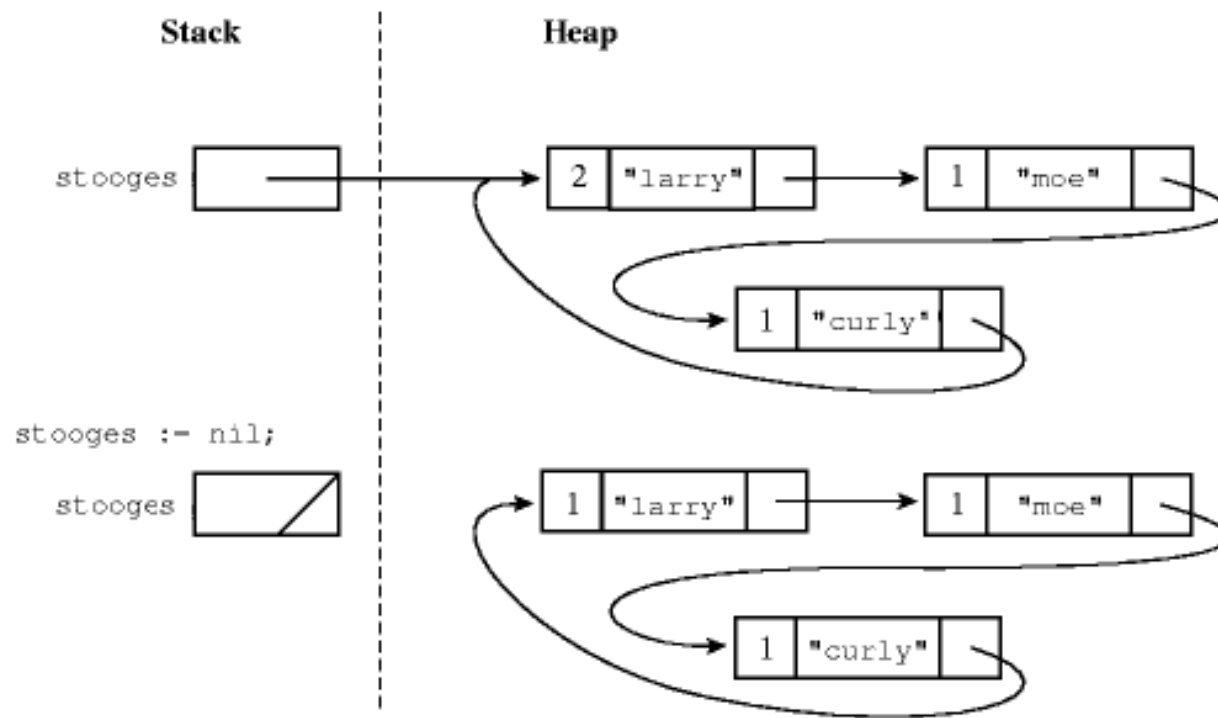 Stack Heap
stooges 2 "larry" 1 "moe"
1 "curly"
stooges := nil;
stooges 1 "larry" 1 "moe"
1 "curly"